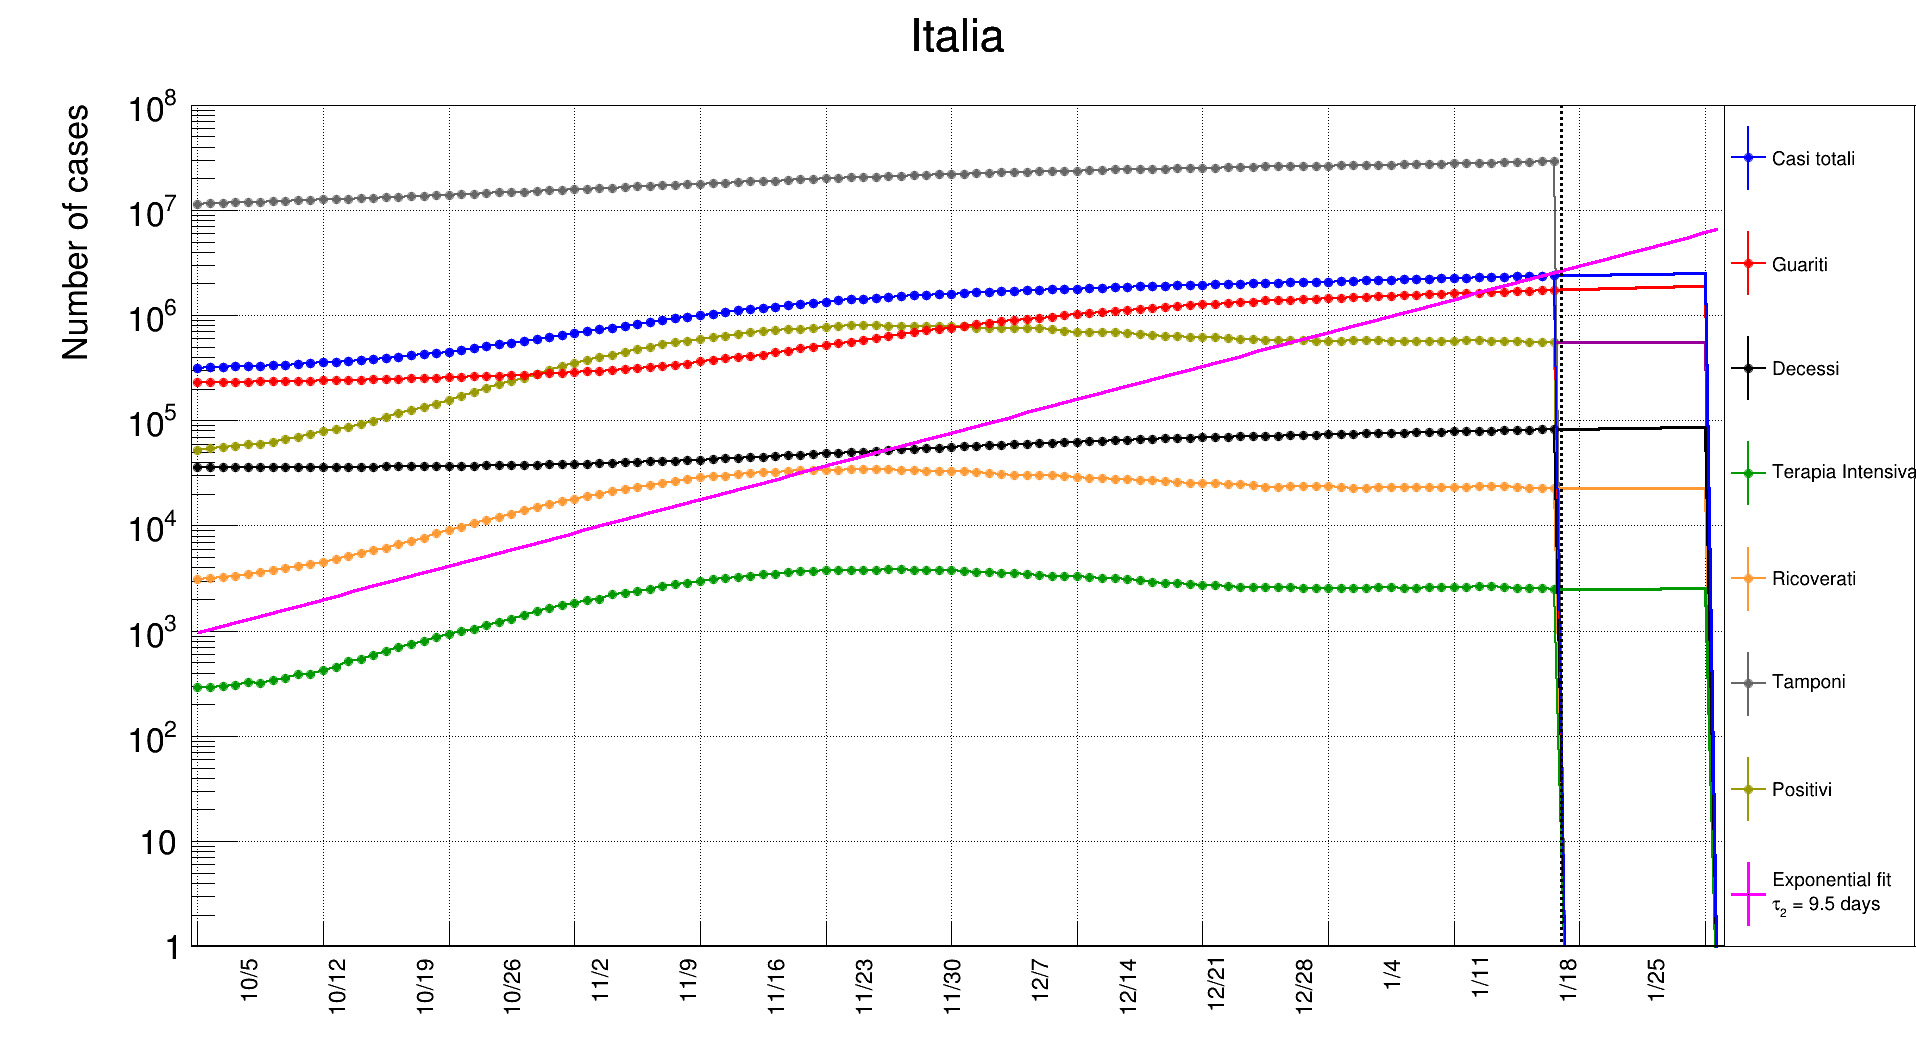 Italia
Number of cases
10^8
10^7
10^6
10^5
10^4
10^3
10^2
10
1
10/5
10/12
10/19
10/26
11/2
11/9
11/16
11/23
11/30
12/7
12/14
12/21
12/28
1/4
1/11
1/18
1/25
Casi totali
Guariti
Decessi
Terapia Intensiva
Ricoverati
Tamponi
Positivi
Exponential fit
τ₂ = 9.5 days